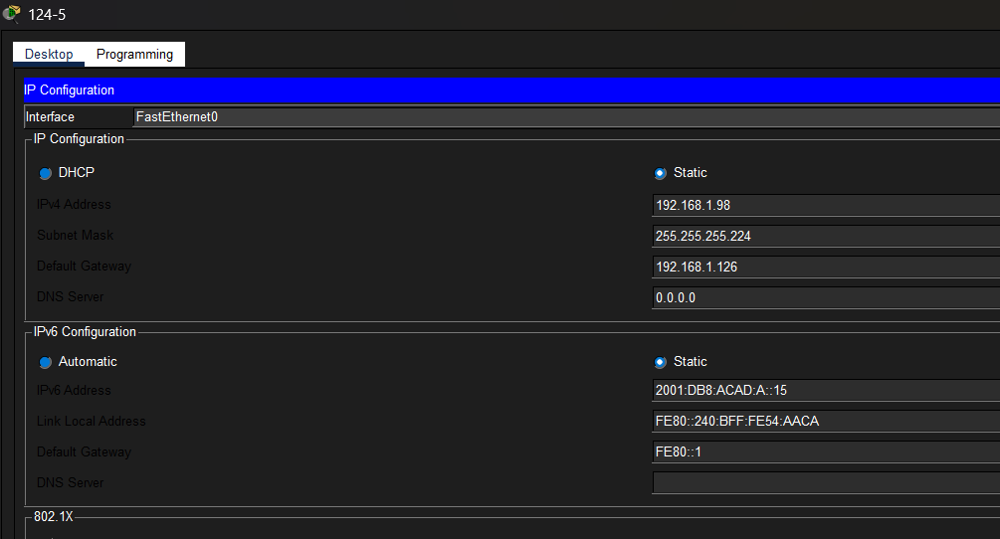 124-5
Desktop Programming
IP Configuration
Interface FastEthernet0
IP Configuration
DHCP Static
IPv4 Address 192.168.1.98
Subnet Mask 255.255.255.224
Default Gateway 192.168.1.126
DNS Server 0.0.0.0
IPv6 Configuration
Automatic Static
IPv6 Address 2001:DB8:ACAD:A::15
Link Local Address FE80::240:BFF:FE54:AACA
Default Gateway FE80::1
DNS Server
802.1X